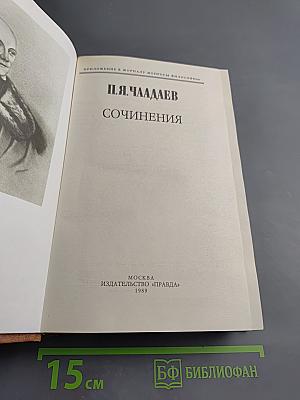 ПРИЛОЖЕНИЕ К ЖУРНАЛУ «ВОПРОСЫ ФИЛОСОФИИ»
П.Я.ЧААДАЕВ
СОЧИНЕНИЯ
МОСКВА
ИЗДАТЕЛЬСТВО «ПРАВДА»
1989
15 см
БФ БИБЛИОФАН